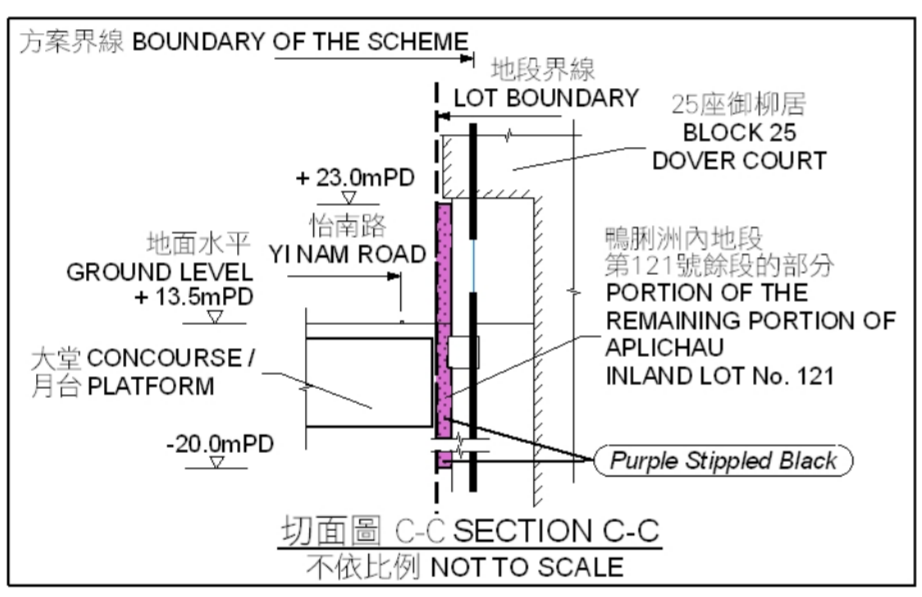 方案界線 BOUNDARY OF THE SCHEME
地段界線
LOT BOUNDARY
25座御柳居
BLOCK 25
DOVER COURT
+ 23.0mPD
怡南路
YI NAM ROAD
地面水平
GROUND LEVEL
+ 13.5mPD
鴨脷洲內地段
第121號餘段的部分
PORTION OF THE
REMAINING PORTION OF
APLICHAU
INLAND LOT No. 121
大堂 CONCOURSE /
月台 PLATFORM
-20.0mPD
Purple Stippled Black
切面圖 C-C SECTION C-C
不依比例 NOT TO SCALE